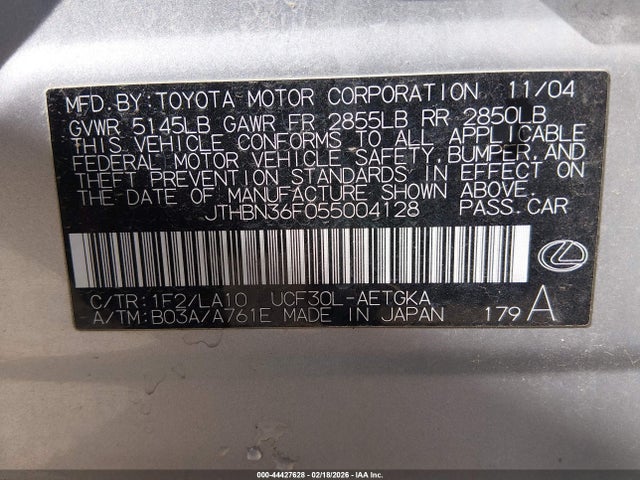 MFD.BY:TOYOTA MOTOR CORPORATION 11/04
GVWR 5145LB GAWR FR 2855LB RR 2850LB
THIS VEHICLE CONFORMS TO ALL APPLICABLE
FEDERAL MOTOR VEHICLE SAFETY,BUMPER,AND
THEFT PREVENTION STANDARDS IN EFFECT ON
THE DATE OF MANUFACTURE SHOWN ABOVE.
JTHBN36F055004128 PASS.CAR
C/TR:1F2/LA10 UCF30L-AETGKA
A/TM:B03A/A761E MADE IN JAPAN 179 A
000-44427628 - 02/18/2026 - IAA Inc.